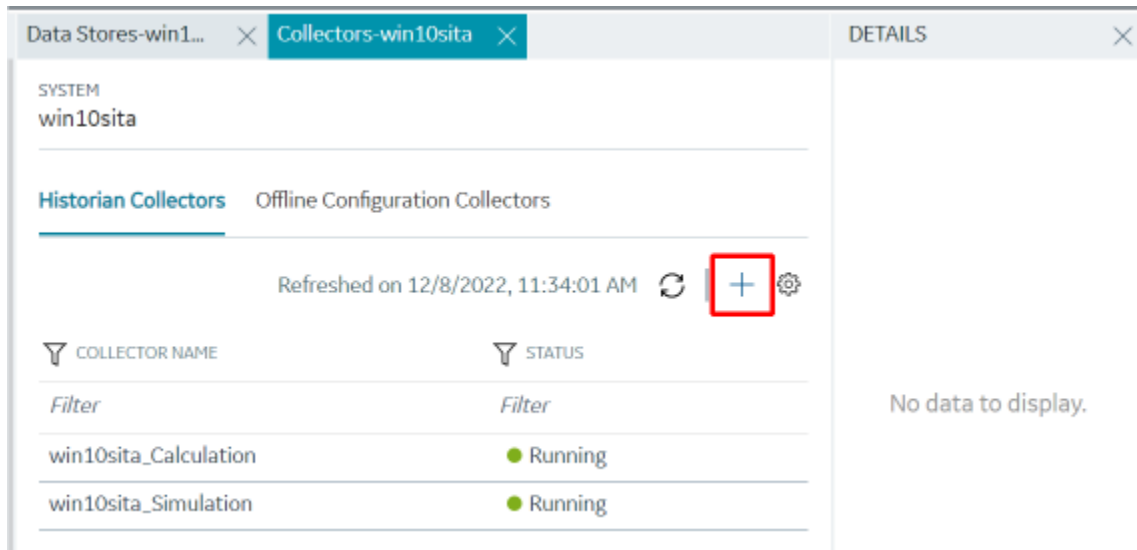 Data Stores-win1...
Collectors-win10sita
DETAILS
SYSTEM
win10sita
Historian Collectors
Offline Configuration Collectors
Refreshed on 12/8/2022, 11:34:01 AM
COLLECTOR NAME
STATUS
Filter
Filter
No data to display.
win10sita_Calculation
Running
win10sita_Simulation
Running